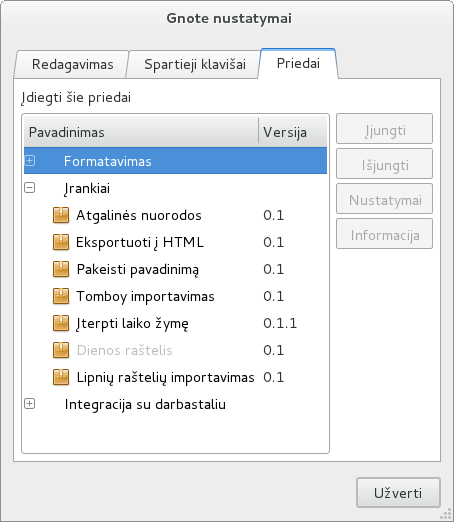 Gnote nustatymai
Redagavimas Spartieji klavišai Priedai
Įdiegti šie priedai
Pavadinimas Versija
Įjungti
Formatavimas
Išjungti
Įrankiai
Nustatymai
Atgalinės nuorodos 0.1
Informacija
Eksportuoti į HTML 0.1
Pakeisti pavadinimą 0.1
Tomboy importavimas 0.1
Įterpti laiko žymę 0.1.1
Dienos raštelis 0.1
Lipnių raštelių importavimas 0.1
Integracija su darbastaliu
Užverti